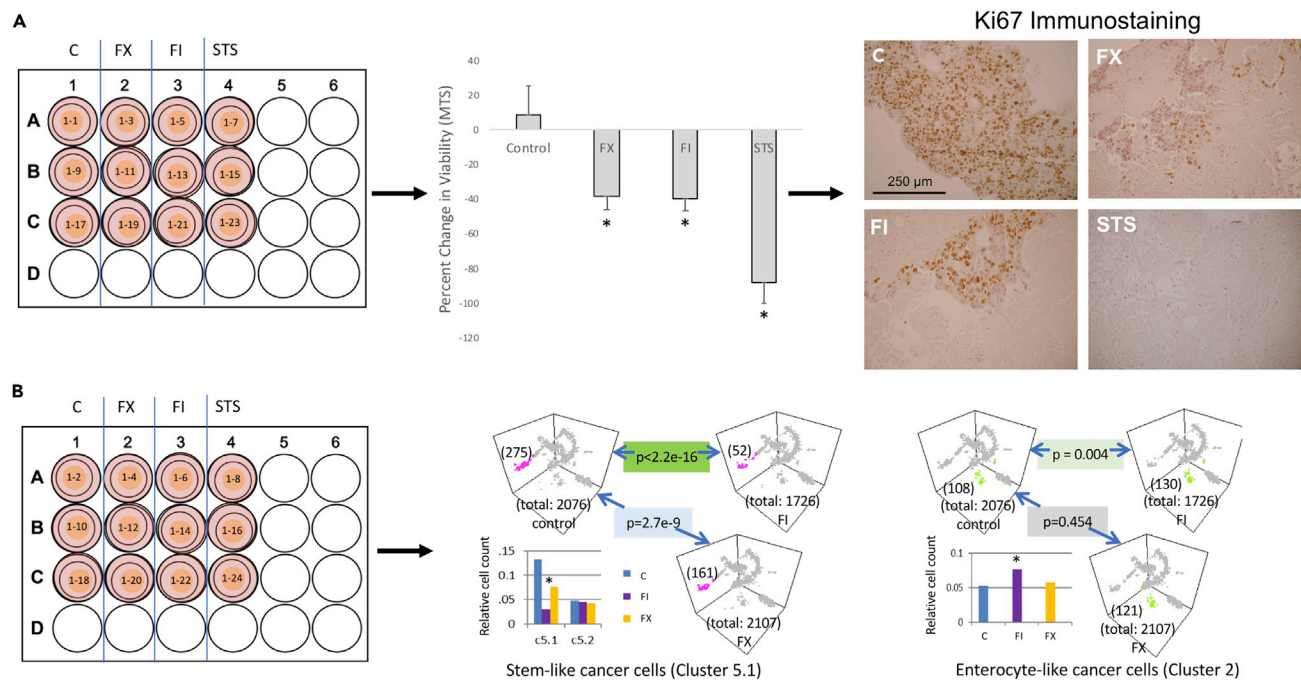 A
C FX FI STS
1 2 3 4 5 6
A 1-1 1-3 1-5 1-7
B 1-9 1-11 1-13 1-15
C 1-17 1-19 1-21 1-23
D
Percent Change in Viability (MTS)
40
20
0
-20
-40
-60
-80
-100
-120
Control FX FI STS
* * *
Ki67 Immunostaining
C FX
250 µm
FI STS
B
C FX FI STS
1 2 3 4 5 6
A 1-2 1-4 1-6 1-8
B 1-10 1-12 1-14 1-16
C 1-18 1-20 1-22 1-24
D
(275)
(total: 2076)
control
p<2.2e-16
(52)
(total: 1726)
FI
p=2.7e-9
(161)
(total: 2107)
FX
Relative cell count
.15
0.1
.05
0
*
c5.1 c5.2
C
FI
FX
Stem-like cancer cells (Cluster 5.1)
(108)
(total: 2076)
control
p = 0.004
(130)
(total: 1726)
FI
p=0.454
(121)
(total: 2107)
FX
Relative cell count
0.1
0.05
0
*
C FI FX
Enterocyte-like cancer cells (Cluster 2)